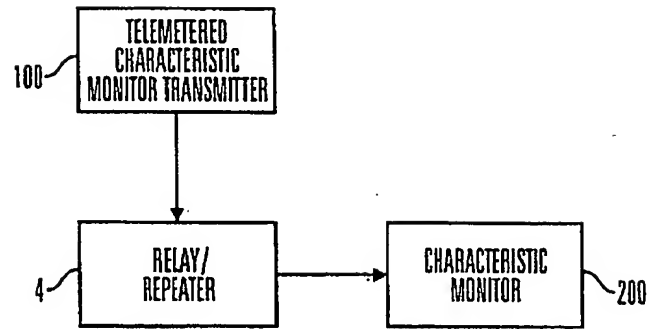 TELEMETERED
CHARACTERISTIC
MONITOR TRANSMITTER
100
RELAY/
REPEATER
4
CHARACTERISTIC
MONITOR
200